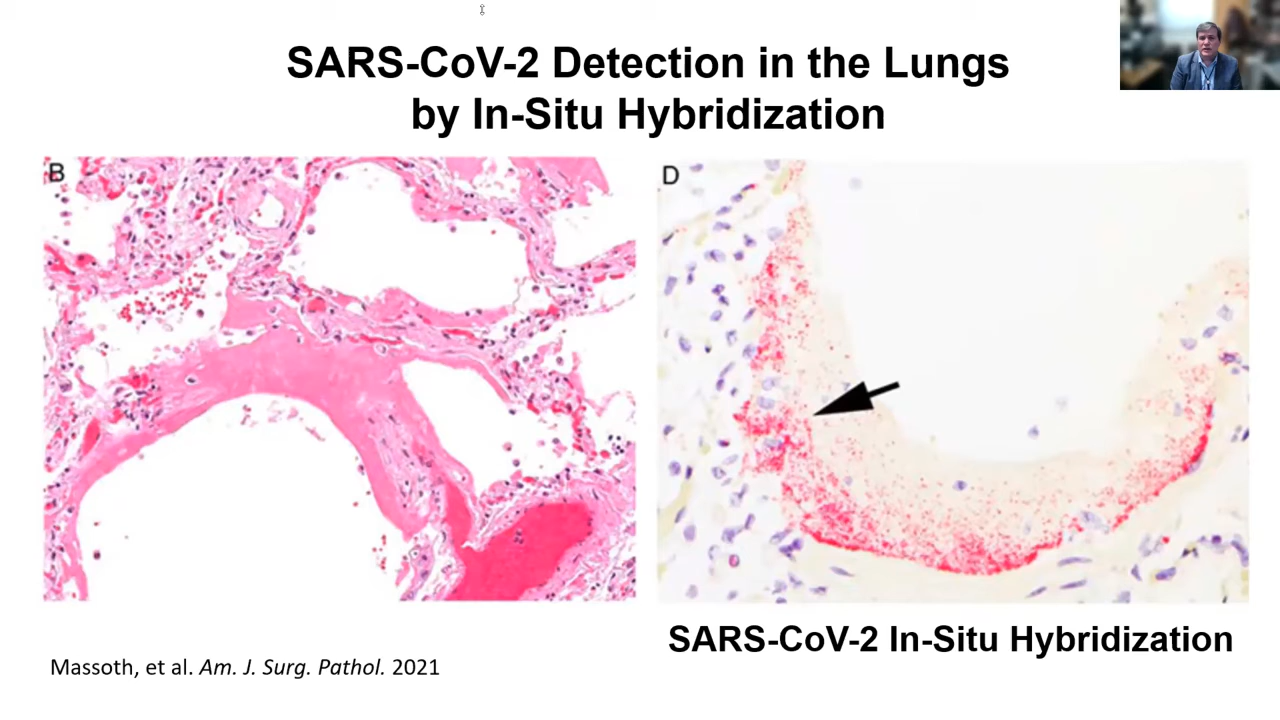 SARS-CoV-2 Detection in the Lungs
by In-Situ Hybridization
B
D
SARS-CoV-2 In-Situ Hybridization
Massoth, et al. Am. J. Surg. Pathol. 2021